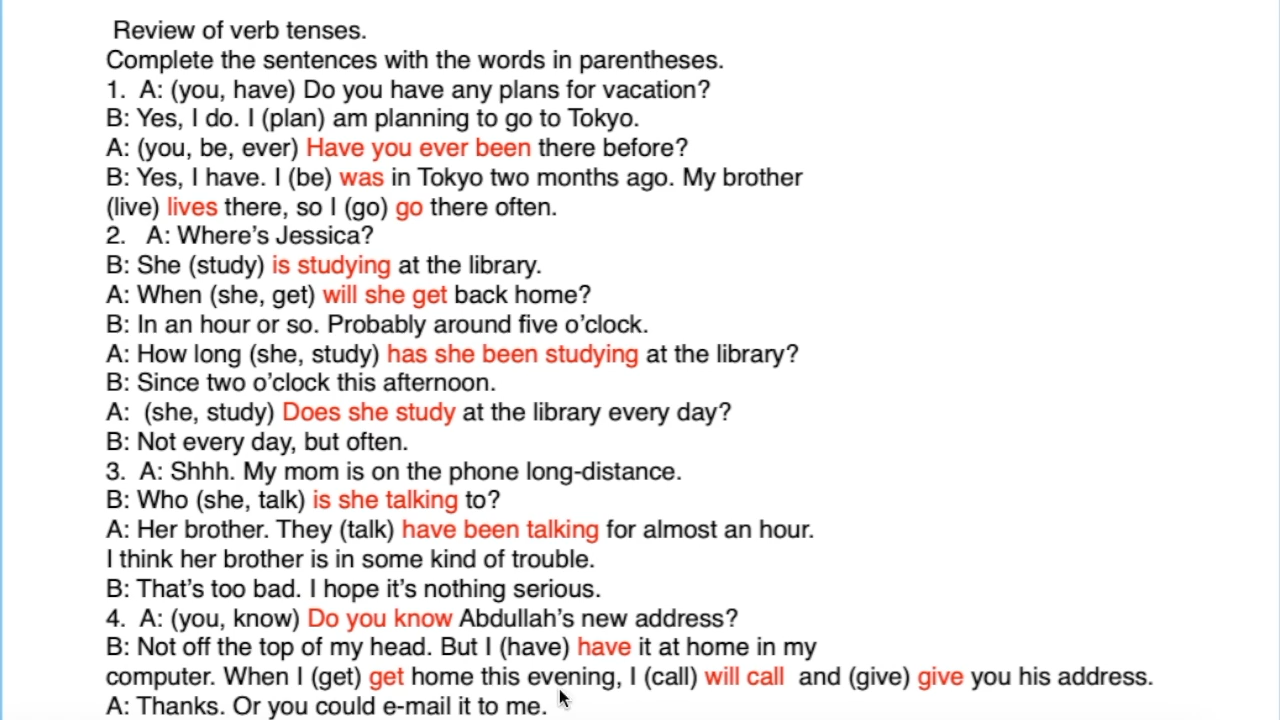 Review of verb tenses.
Complete the sentences with the words in parentheses.
1.  A: (you, have) Do you have any plans for vacation?
B: Yes, I do. I (plan) am planning to go to Tokyo.
A: (you, be, ever) Have you ever been there before?
B: Yes, I have. I (be) was in Tokyo two months ago. My brother
(live) lives there, so I (go) go there often.
2.   A: Where’s Jessica?
B: She (study) is studying at the library.
A: When (she, get) will she get back home?
B: In an hour or so. Probably around five o’clock.
A: How long (she, study) has she been studying at the library?
B: Since two o’clock this afternoon.
A:  (she, study) Does she study at the library every day?
B: Not every day, but often.
3.  A: Shhh. My mom is on the phone long-distance.
B: Who (she, talk) is she talking to?
A: Her brother. They (talk) have been talking for almost an hour.
I think her brother is in some kind of trouble.
B: That’s too bad. I hope it’s nothing serious.
4.  A: (you, know) Do you know Abdullah’s new address?
B: Not off the top of my head. But I (have) have it at home in my
computer. When I (get) get home this evening, I (call) will call  and (give) give you his address.
A: Thanks. Or you could e-mail it to me.